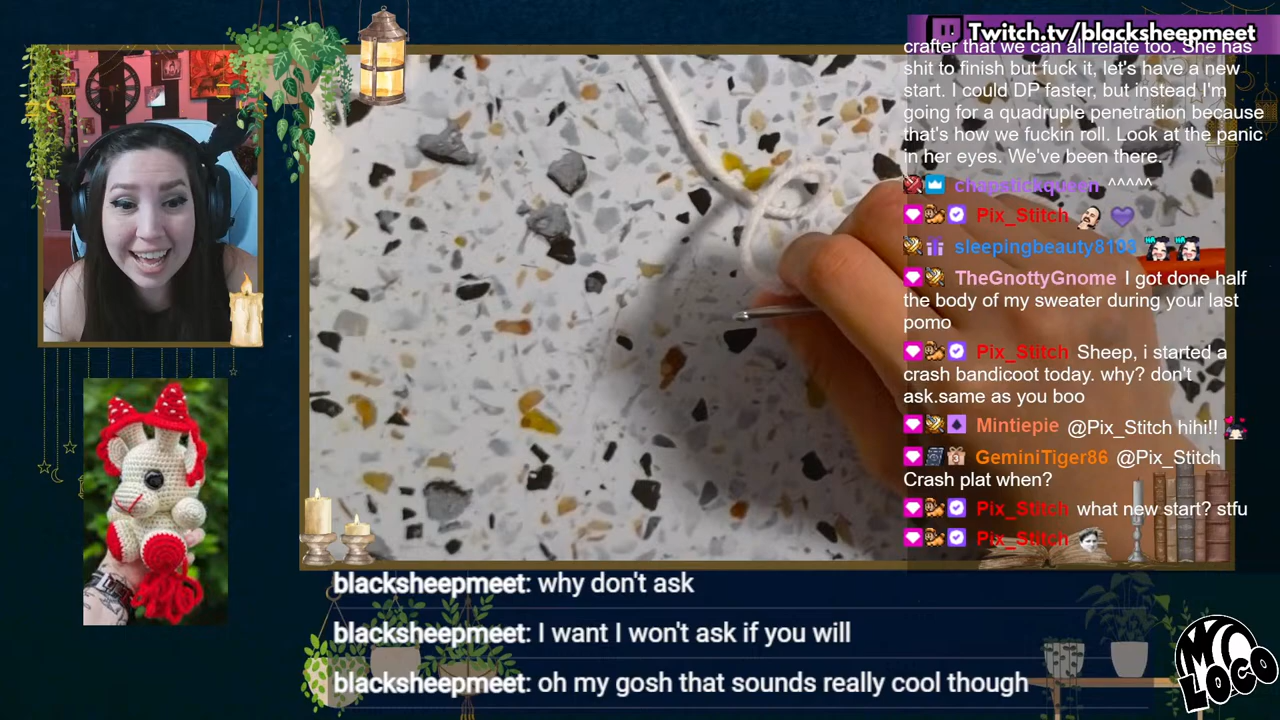 Twitch.tv/blacksheepmeet
crafter that we can all relate too. She has
shit to finish but fuck it, let's have a new
start. I could DP faster, but instead I'm
going for a quadruple penetration because
that's how we fuckin roll. Look at the panic
in her eyes. We've been there.
chapstickqueen ^^^^^
Pix_Stitch
sleepingbeauty8103
TheGnottyGnome I got done half
the body of my sweater during your last
pomo
Pix_Stitch Sheep, i started a
crash bandicoot today. why? don't
ask.same as you boo
Mintiepie @Pix_Stitch hihi!!
GeminiTiger86 @Pix_Stitch
Crash plat when?
Pix_Stitch what new start? stfu
Pix_Stitch
blacksheepmeet: why don't ask
blacksheepmeet: I want I won't ask if you will
blacksheepmeet: oh my gosh that sounds really cool though
MC
LOCO